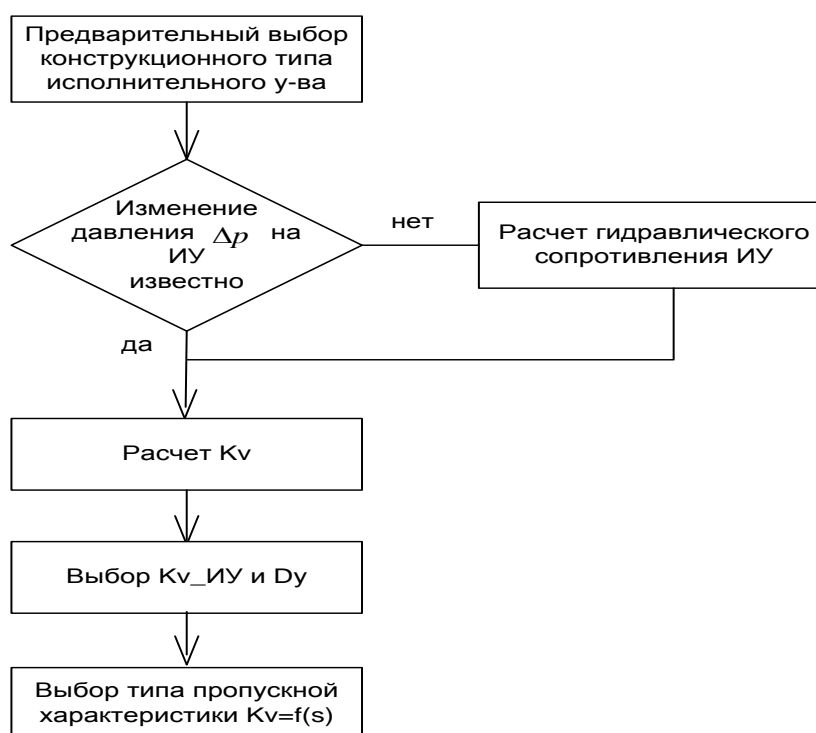 Предварительный выбор
конструкционного типа
исполнительного у-ва
Изменение
давления Δp на
ИУ
известно
нет
Расчет гидравлического
сопротивления ИУ
да
Расчет Kv
Выбор Kv_ИУ и Dy
Выбор типа пропускной
характеристики Kv=f(s)